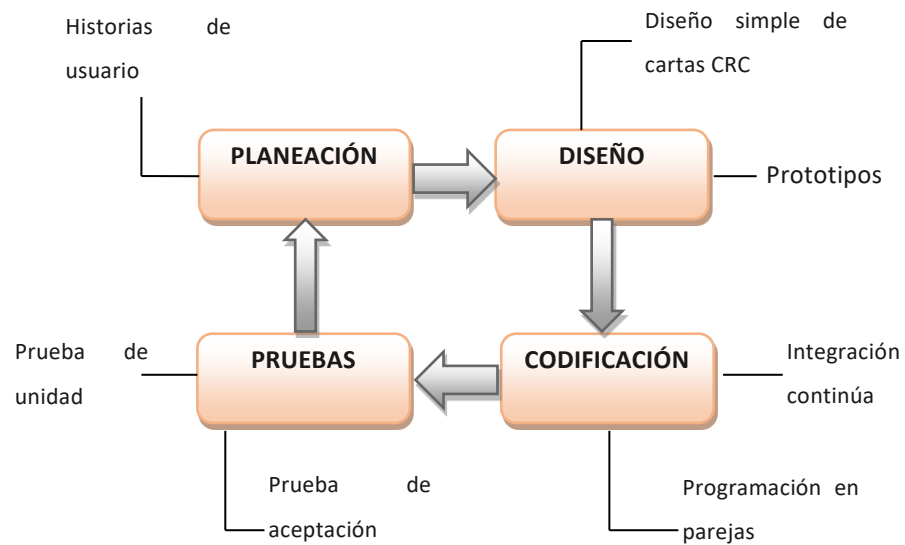 Historias de
usuario
Diseño simple de
cartas CRC
PLANEACIÓN
DISEÑO
Prototipos
Prueba de
unidad
PRUEBAS
CODIFICACIÓN
Integración
continúa
Prueba de
aceptación
Programación en
parejas